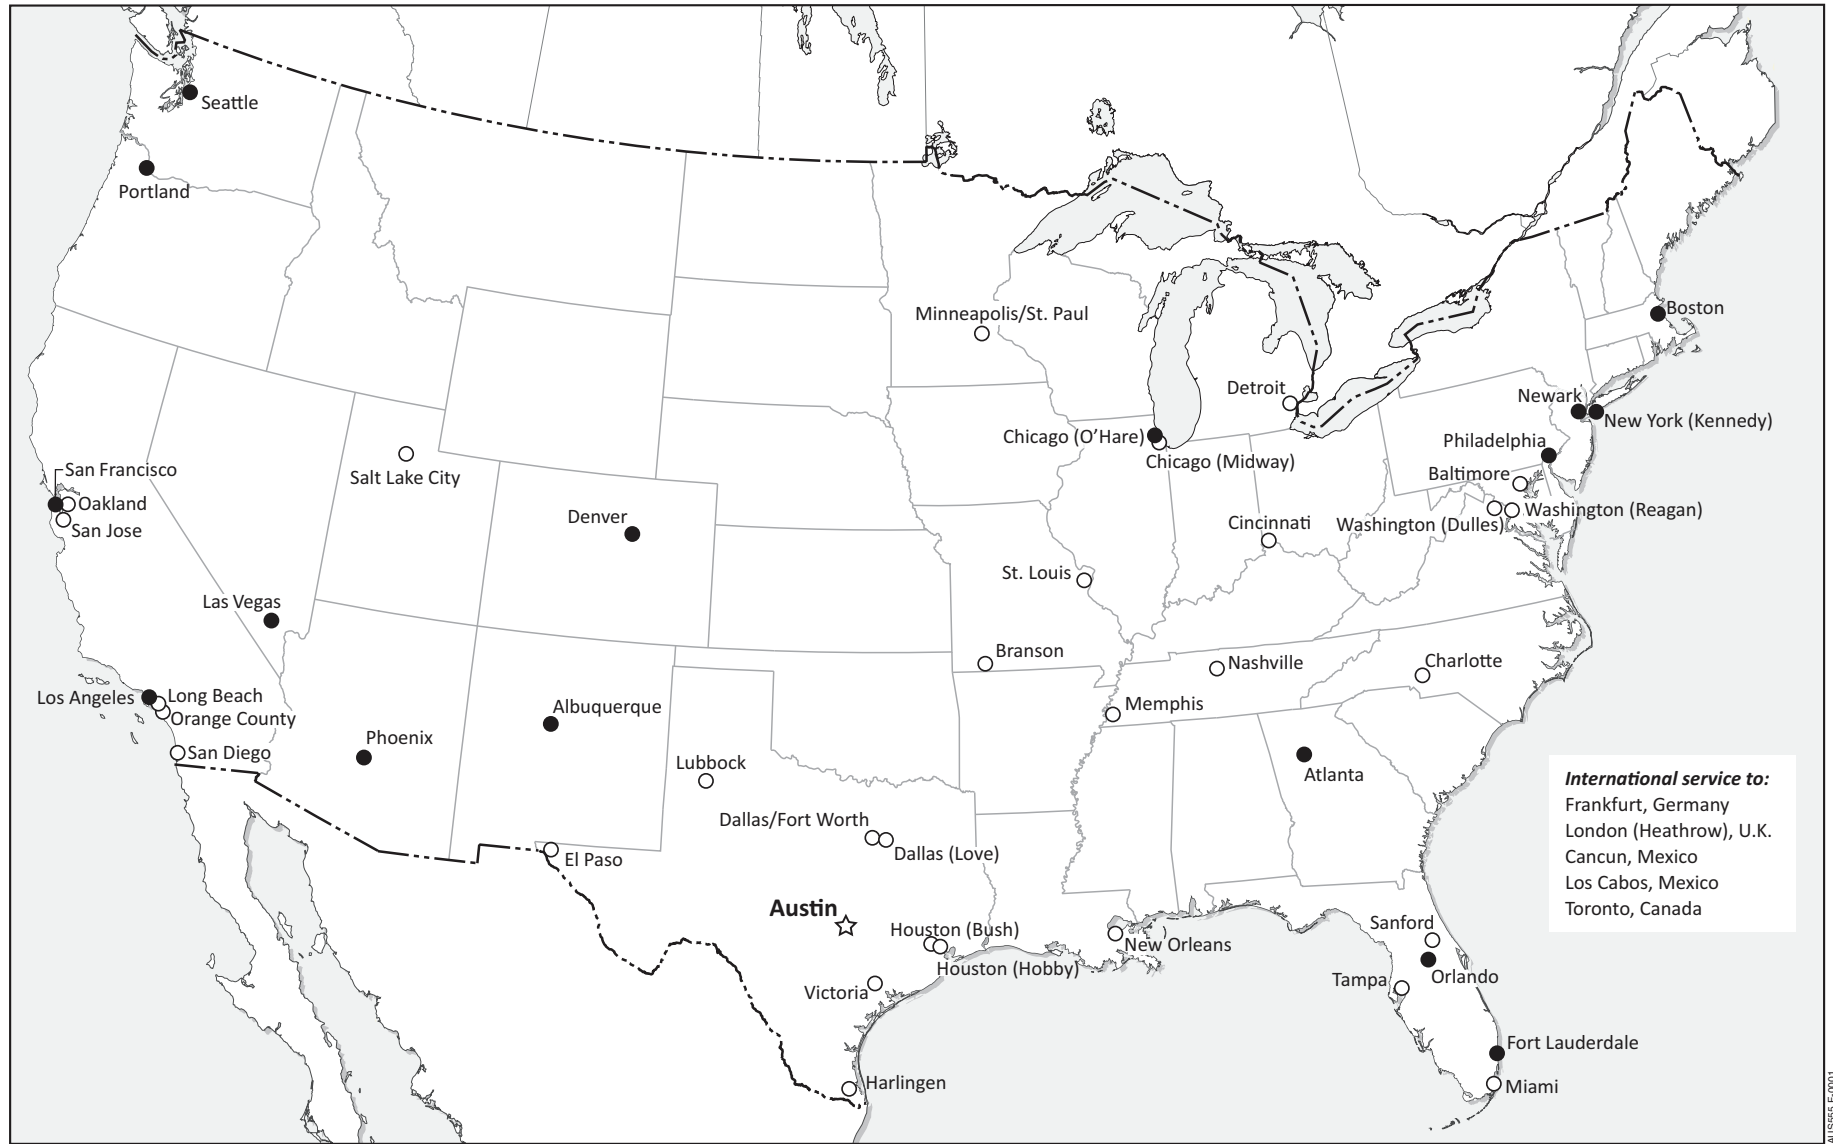 Seattle
Portland
Minneapolis/St. Paul
Boston
Detroit
Newark
New York (Kennedy)
Chicago (O’Hare)
Philadelphia
Chicago (Midway)
San Francisco
Salt Lake City
Baltimore
Oakland
Washington (Reagan)
Denver
Cincinnati
Washington (Dulles)
San Jose
St. Louis
Las Vegas
Branson
Nashville
Charlotte
Los Angeles
Long Beach
Memphis
Albuquerque
Orange County
Phoenix
San Diego
Lubbock
Atlanta
International service to:
Frankfurt, Germany
London (Heathrow), U.K.
Cancun, Mexico
Los Cabos, Mexico
Toronto, Canada
Dallas/Fort Worth
Dallas (Love)
El Paso
Austin
Sanford
Houston (Bush)
New Orleans
Houston (Hobby)
Orlando
Tampa
Victoria
Fort Lauderdale
Harlingen
Miami
AUS555 F-0001